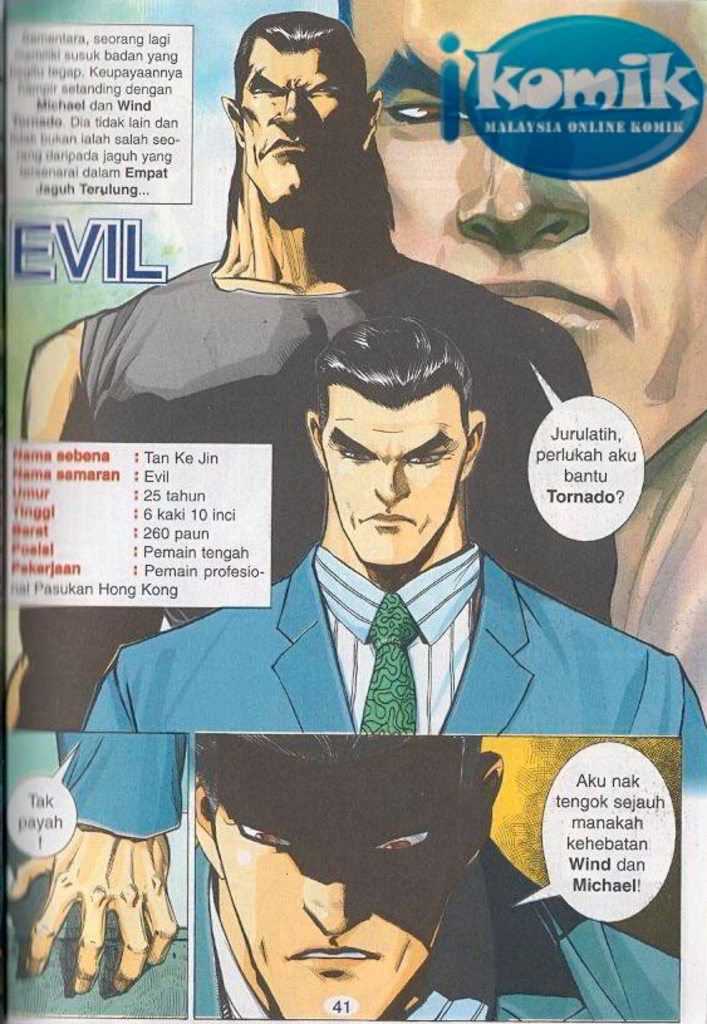 Sementara, seorang lagi
memiliki susuk badan yang
begitu tegap. Keupayaannya
hampir setanding dengan
Michael dan Wind
Tornado. Dia tidak lain dan
tidak bukan ialah salah seo-
rang daripada jaguh yang
tersenarai dalam Empat
Jaguh Terulung...
ikomik
MALAYSIA ONLINE KOMIK
EVIL
Jurulatih,
perlukah aku
bantu
Tornado?
Nama sebena : Tan Ke Jin
Nama samaran : Evil
Umur : 25 tahun
Tinggi : 6 kaki 10 inci
Berat : 260 paun
Posisi : Pemain tengah
Pekerjaan : Pemain profesio-
nal Pasukan Hong Kong
Tak
payah
!
Aku nak
tengok sejauh
manakah
kehebatan
Wind dan
Michael!
41